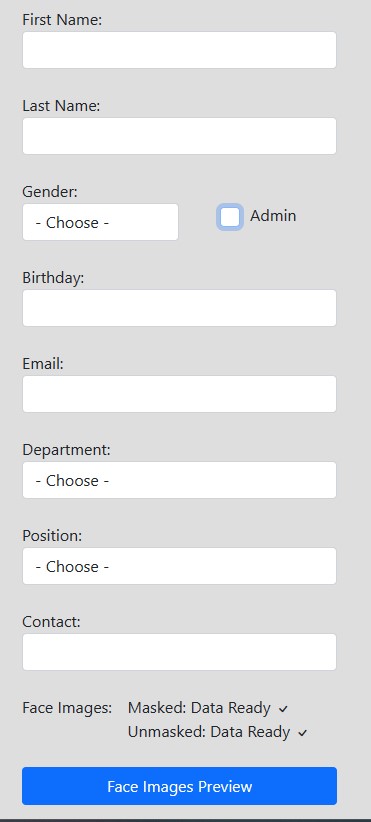 First Name:
Last Name:
Gender:
- Choose -
Admin
Birthday:
Email:
Department:
- Choose -
Position:
- Choose -
Contact:
Face Images: Masked: Data Ready ✓
Unmasked: Data Ready ✓
Face Images Preview